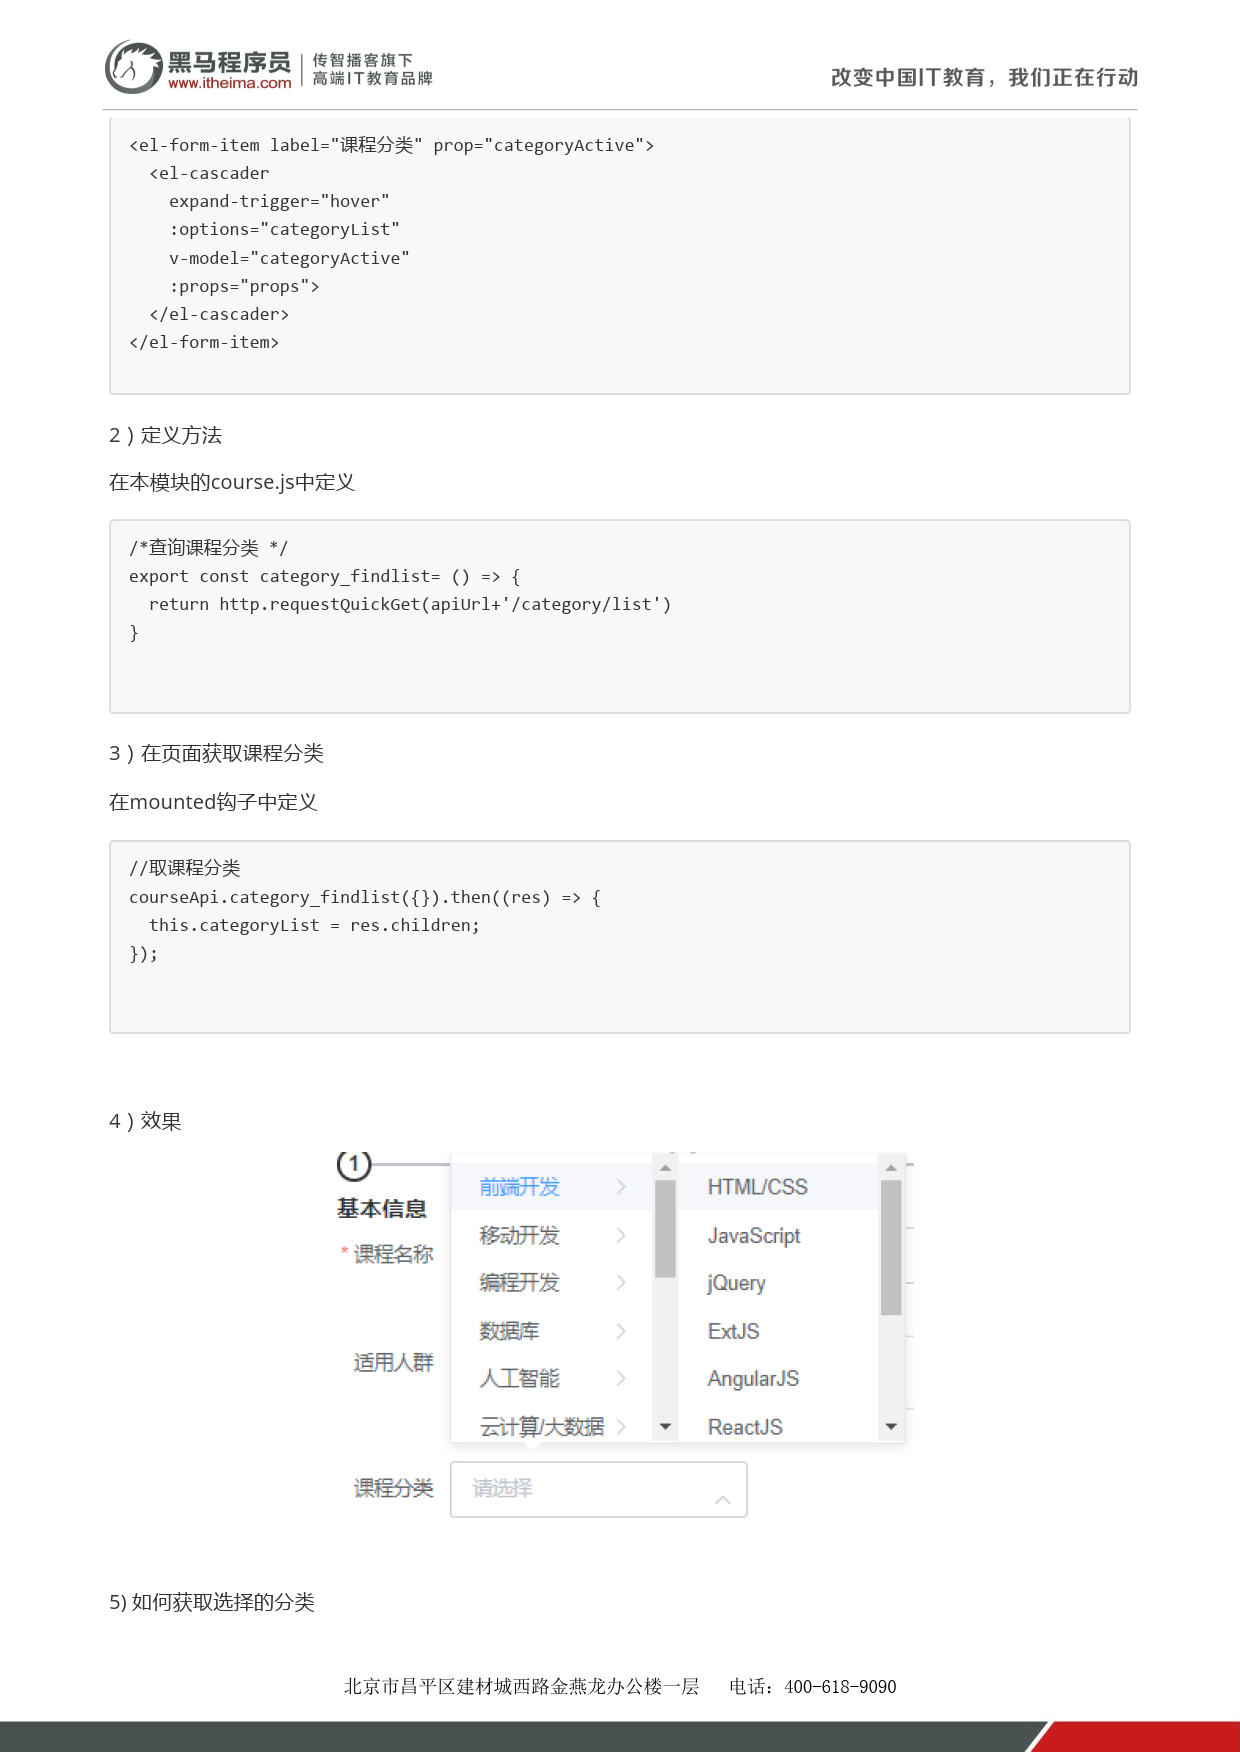 黑马程序员
www.itheima.com
传智播客旗下
高端IT教育品牌
改变中国IT教育，我们正在行动
<el-form-item label="课程分类" prop="categoryActive">
  <el-cascader
    expand-trigger="hover"
    :options="categoryList"
    v-model="categoryActive"
    :props="props">
  </el-cascader>
</el-form-item>
2）定义方法
在本模块的course.js中定义
/*查询课程分类 */
export const category_findlist= () => {
  return http.requestQuickGet(apiUrl+'/category/list')
}
3）在页面获取课程分类
在mounted钩子中定义
//取课程分类
courseApi.category_findlist({}).then((res) => {
  this.categoryList = res.children;
});
4）效果
1
基本信息
* 课程名称
适用人群
课程分类
前端开发
移动开发
编程开发
数据库
人工智能
云计算/大数据
HTML/CSS
JavaScript
jQuery
ExtJS
AngularJS
ReactJS
请选择
5) 如何获取选择的分类
北京市昌平区建材城西路金燕龙办公楼一层 电话：400-618-9090